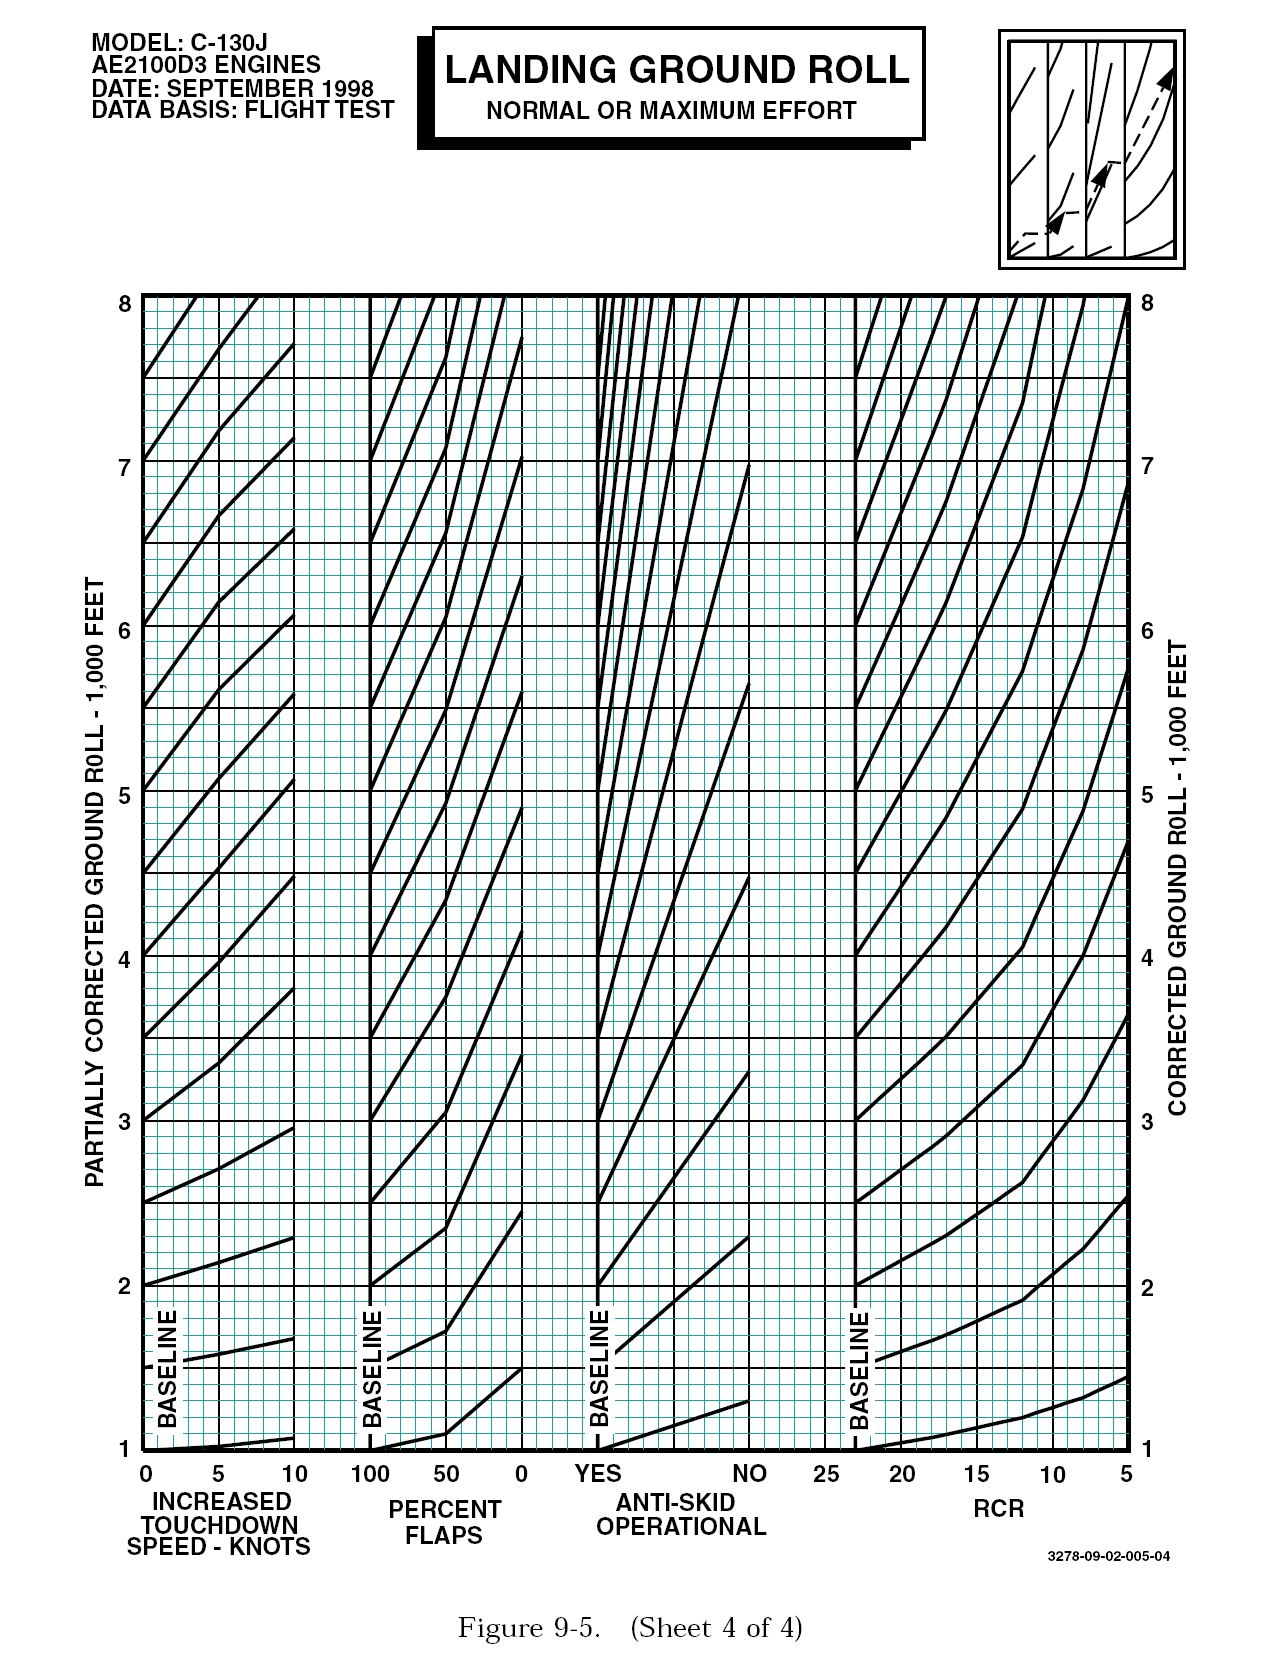 MODEL: C-130J
AE2100D3 ENGINES
DATE: SEPTEMBER 1998
DATA BASIS: FLIGHT TEST
LANDING GROUND ROLL
NORMAL OR MAXIMUM EFFORT
PARTIALLY CORRECTED GROUND ROLL - 1,000 FEET
8
7
6
5
4
3
2
1
BASELINE
BASELINE
BASELINE
BASELINE
8
7
6
5
4
3
2
1
CORRECTED GROUND ROLL - 1,000 FEET
0 5 10 100 50 0 YES NO 25 20 15 10 5
INCREASED
TOUCHDOWN
SPEED - KNOTS
PERCENT
FLAPS
ANTI-SKID
OPERATIONAL
RCR
3278-09-02-005-04
Figure 9-5. (Sheet 4 of 4)